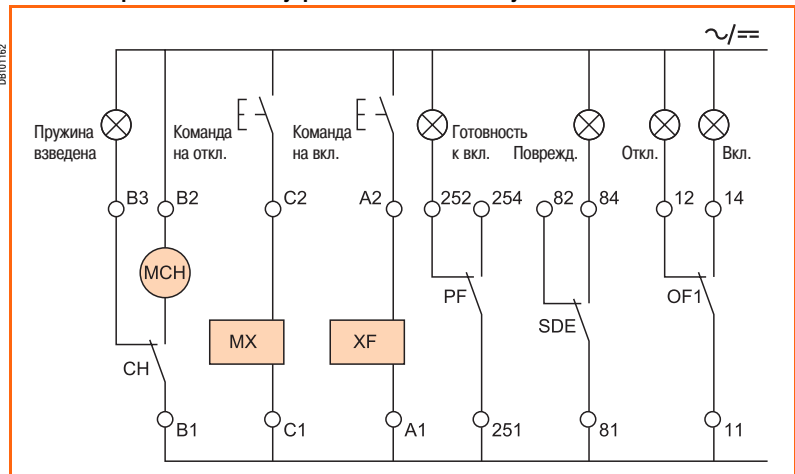 DB101162
~/==
Пружина взведена
Команда на откл.
Команда на вкл.
Готовность к вкл.
Поврежд.
Откл.
Вкл.
B3 B2 C2 A2 252 254 82 84 12 14
MCH
MX
XF
PF
SDE
OF1
CH
B1 C1 A1 251 81 11